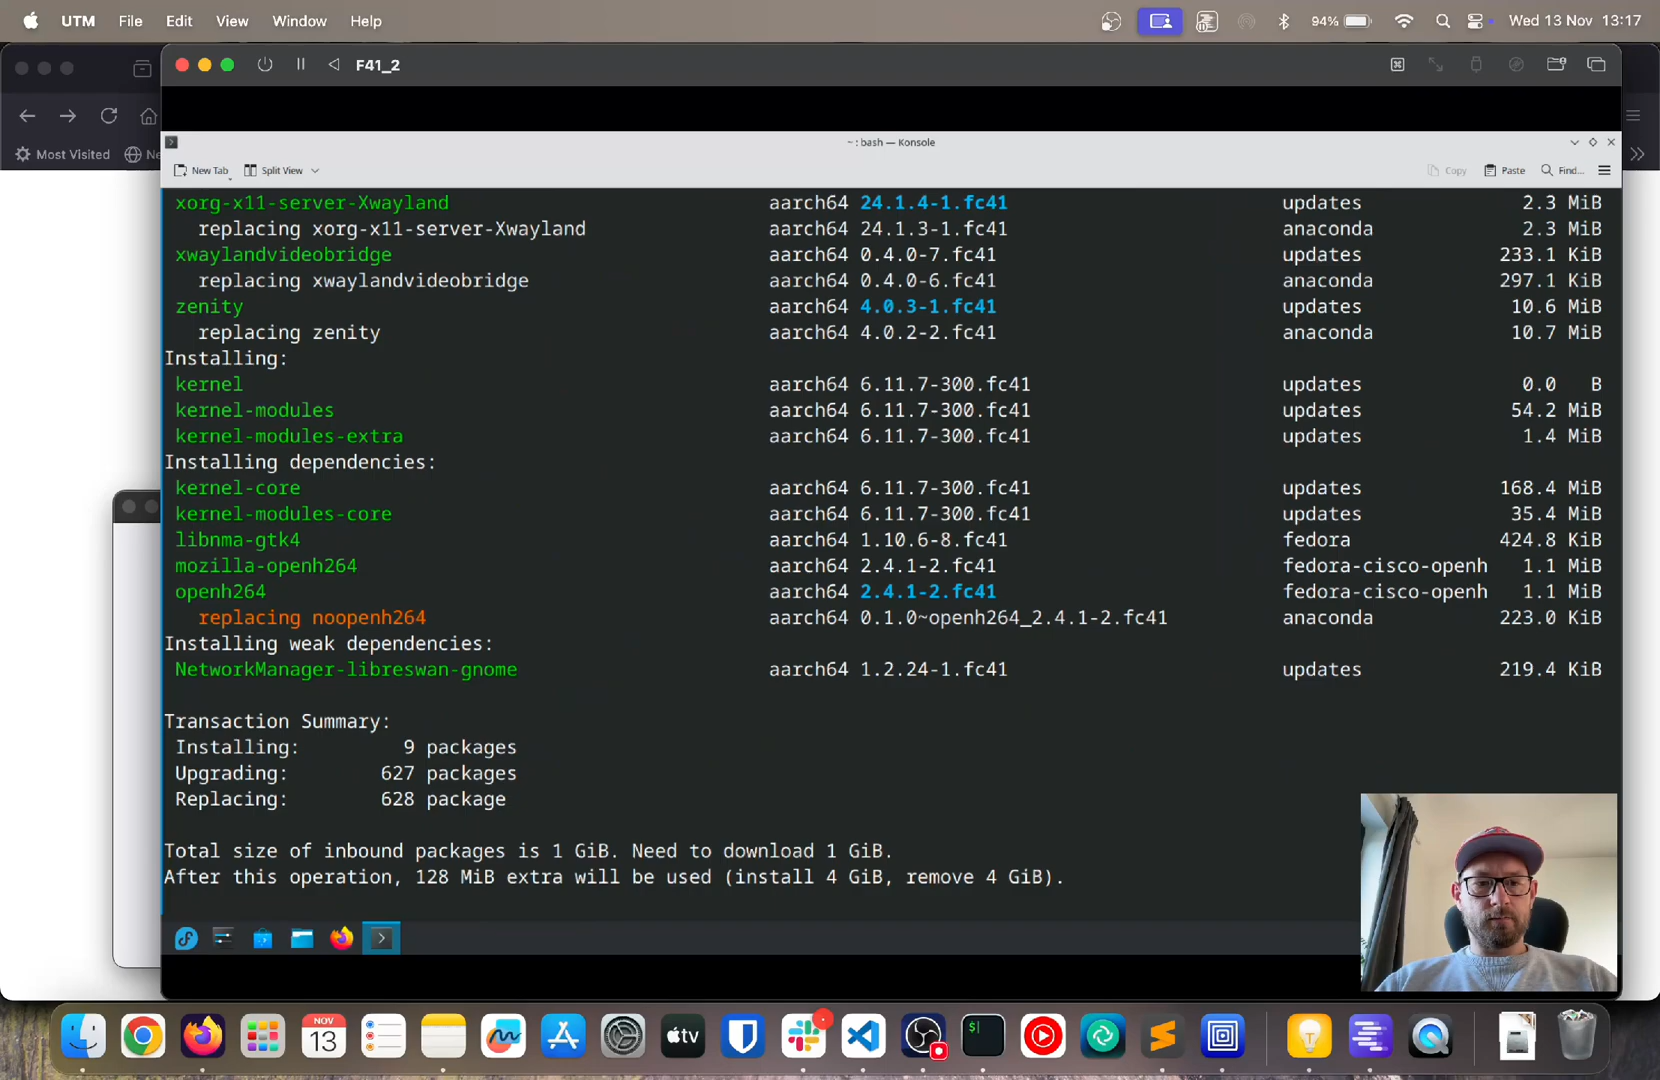 UTM File Edit View Window Help
94% Wed 13 Nov 13:17
F41_2
Most Visited
~ : bash — Konsole
New Tab Split View Copy Paste Find...
xorg-x11-server-Xwayland aarch64 24.1.4-1.fc41 updates 2.3 MiB
replacing xorg-x11-server-Xwayland aarch64 24.1.3-1.fc41 anaconda 2.3 MiB
xwaylandvideobridge aarch64 0.4.0-7.fc41 updates 233.1 KiB
replacing xwaylandvideobridge aarch64 0.4.0-6.fc41 anaconda 297.1 KiB
zenity aarch64 4.0.3-1.fc41 updates 10.6 MiB
replacing zenity aarch64 4.0.2-2.fc41 anaconda 10.7 MiB
Installing:
kernel aarch64 6.11.7-300.fc41 updates 0.0 B
kernel-modules aarch64 6.11.7-300.fc41 updates 54.2 MiB
kernel-modules-extra aarch64 6.11.7-300.fc41 updates 1.4 MiB
Installing dependencies:
kernel-core aarch64 6.11.7-300.fc41 updates 168.4 MiB
kernel-modules-core aarch64 6.11.7-300.fc41 updates 35.4 MiB
libnma-gtk4 aarch64 1.10.6-8.fc41 fedora 424.8 KiB
mozilla-openh264 aarch64 2.4.1-2.fc41 fedora-cisco-openh 1.1 MiB
openh264 aarch64 2.4.1-2.fc41 fedora-cisco-openh 1.1 MiB
replacing noopenh264 aarch64 0.1.0~openh264_2.4.1-2.fc41 anaconda 223.0 KiB
Installing weak dependencies:
NetworkManager-libreswan-gnome aarch64 1.2.24-1.fc41 updates 219.4 KiB
Transaction Summary:
Installing: 9 packages
Upgrading: 627 packages
Replacing: 628 package
Total size of inbound packages is 1 GiB. Need to download 1 GiB.
After this operation, 128 MiB extra will be used (install 4 GiB, remove 4 GiB).
NOV
13
tv
$